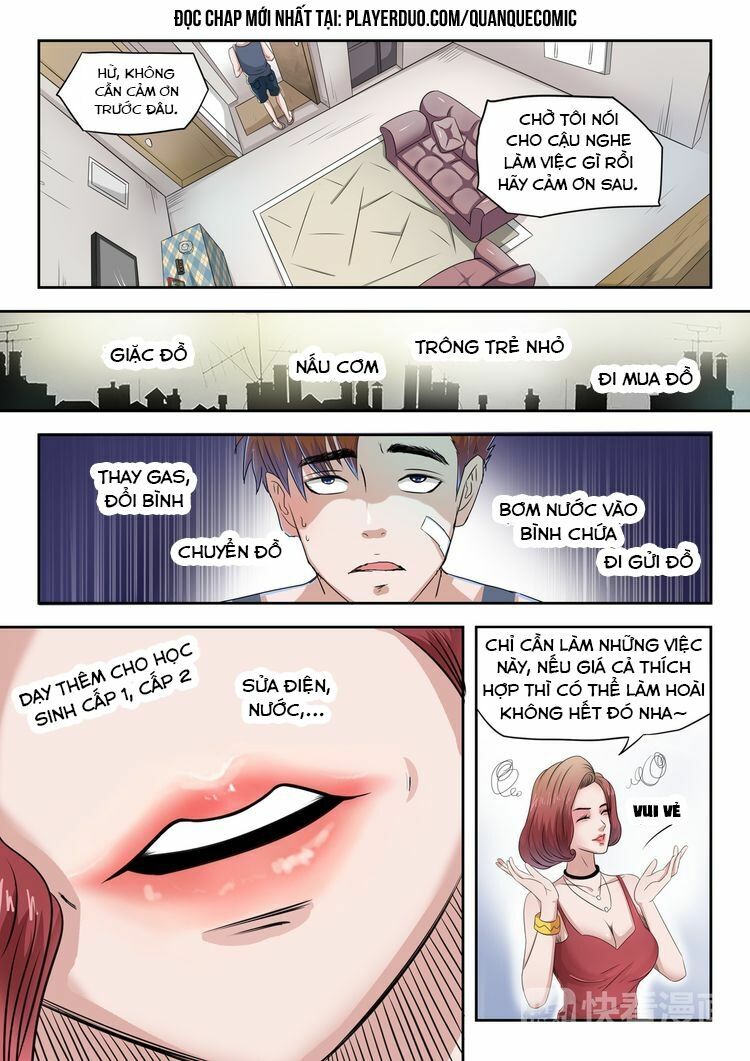 ĐỌC CHAP MỚI NHẤT TẠI: PLAYERDUO.COM/QUANQUECOMIC
HỪ, KHÔNG
CẦN CẢM ƠN
TRƯỚC ĐÂU.
CHỜ TÔI NÓI
CHO CẬU NGHE
LÀM VIỆC GÌ RỒI
HÃY CẢM ƠN SAU.
GIẶC ĐỒ
NẤU CƠM
TRÔNG TRẺ NHỎ
ĐI MUA ĐỒ
THAY GAS,
ĐỔI BÌNH
CHUYỂN ĐỒ
BƠM NƯỚC VÀO
BÌNH CHỨA
ĐI GỬI ĐỒ
DẠY THÊM CHO HỌC
SINH CẤP 1, CẤP 2
SỬA ĐIỆN,
NƯỚC,...
CHỈ CẦN LÀM NHỮNG VIỆC
NÀY, NẾU GIÁ CẢ THÍCH
HỢP THÌ CÓ THỂ LÀM HOÀI
KHÔNG HẾT ĐÓ NHA~
VUI VẺ
快看漫画